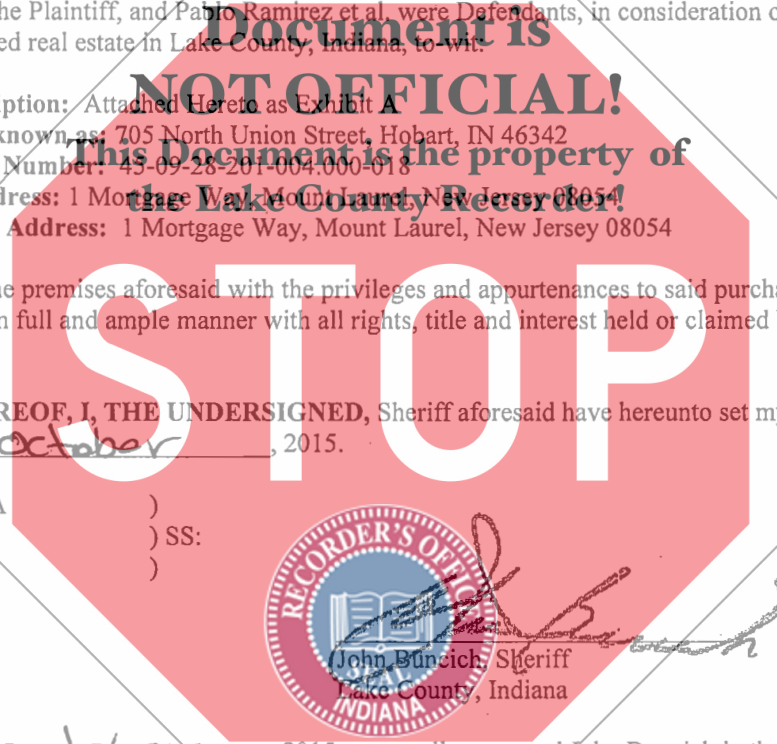 he Plaintiff, and Pablo Ramirez et al, were Defendants, in consideration o
Document is
ed real estate in Lake County, Indiana, to-wit:
NOT OFFICIAL!
ption: Attached Hereto as Exhibit A
known as: 705 North Union Street, Hobart, IN 46342
This Document is the property of
Number: 45-09-28-201-004.000-018
the Lake County Recorder!
dress: 1 Mortgage Way, Mount Laurel, New Jersey 08054
Address: 1 Mortgage Way, Mount Laurel, New Jersey 08054
STOP
e premises aforesaid with the privileges and appurtenances to said purcha
n full and ample manner with all rights, title and interest held or claimed
REOF, I, THE UNDERSIGNED, Sheriff aforesaid have hereunto set m
October, 2015.
)
) SS:
)
RECORDER'S OFFICE
SEAL
INDIANA
John Buncich, Sheriff
Lake County, Indiana